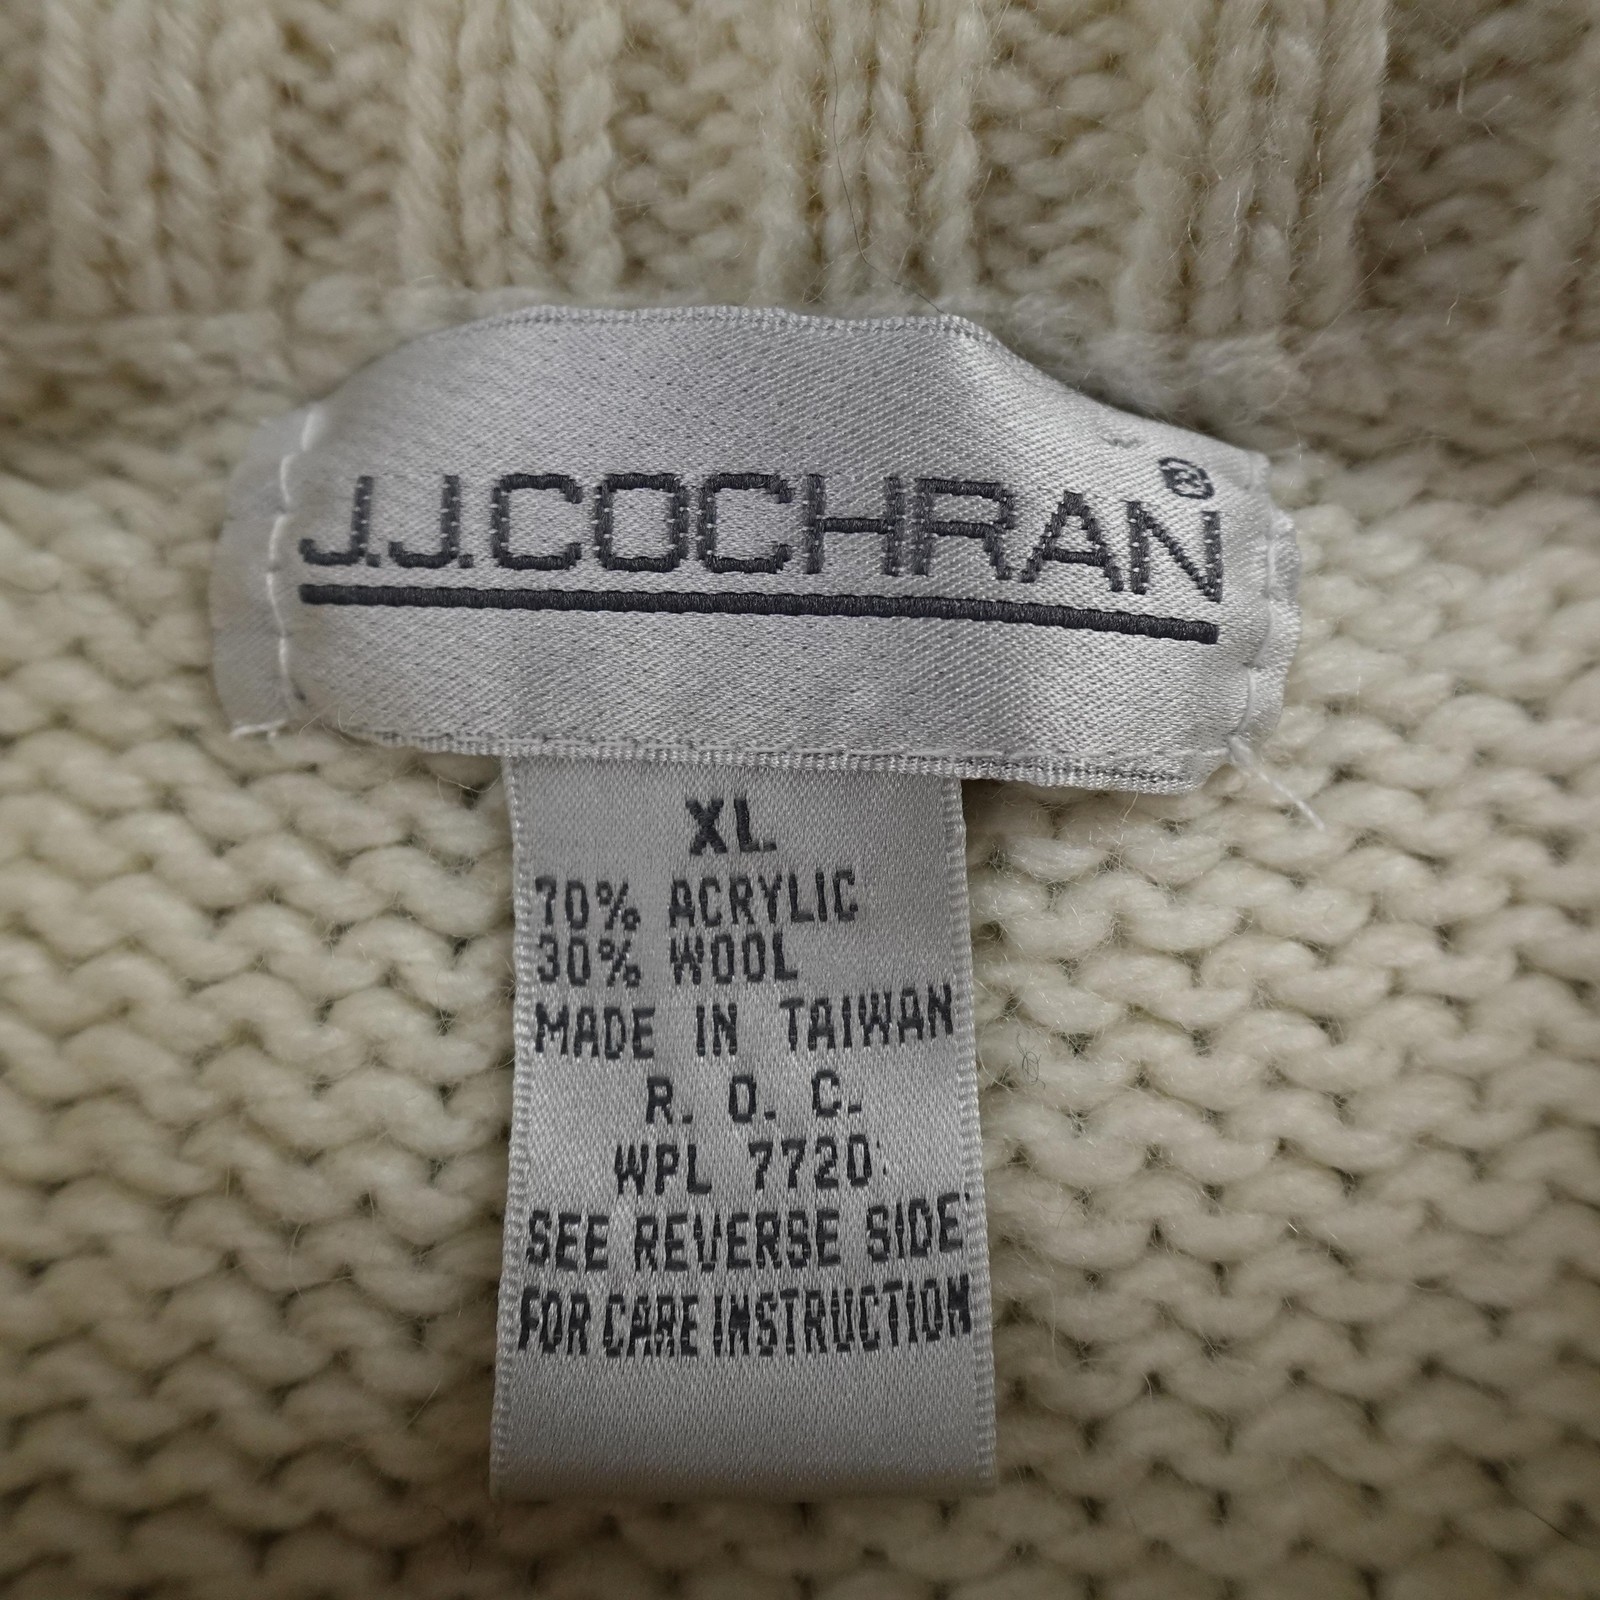 J.J.COCHRAN®
XL
70% ACRYLIC
30% WOOL
MADE IN TAIWAN
R. O. C.
WPL 7720
SEE REVERSE SIDE
FOR CARE INSTRUCTION